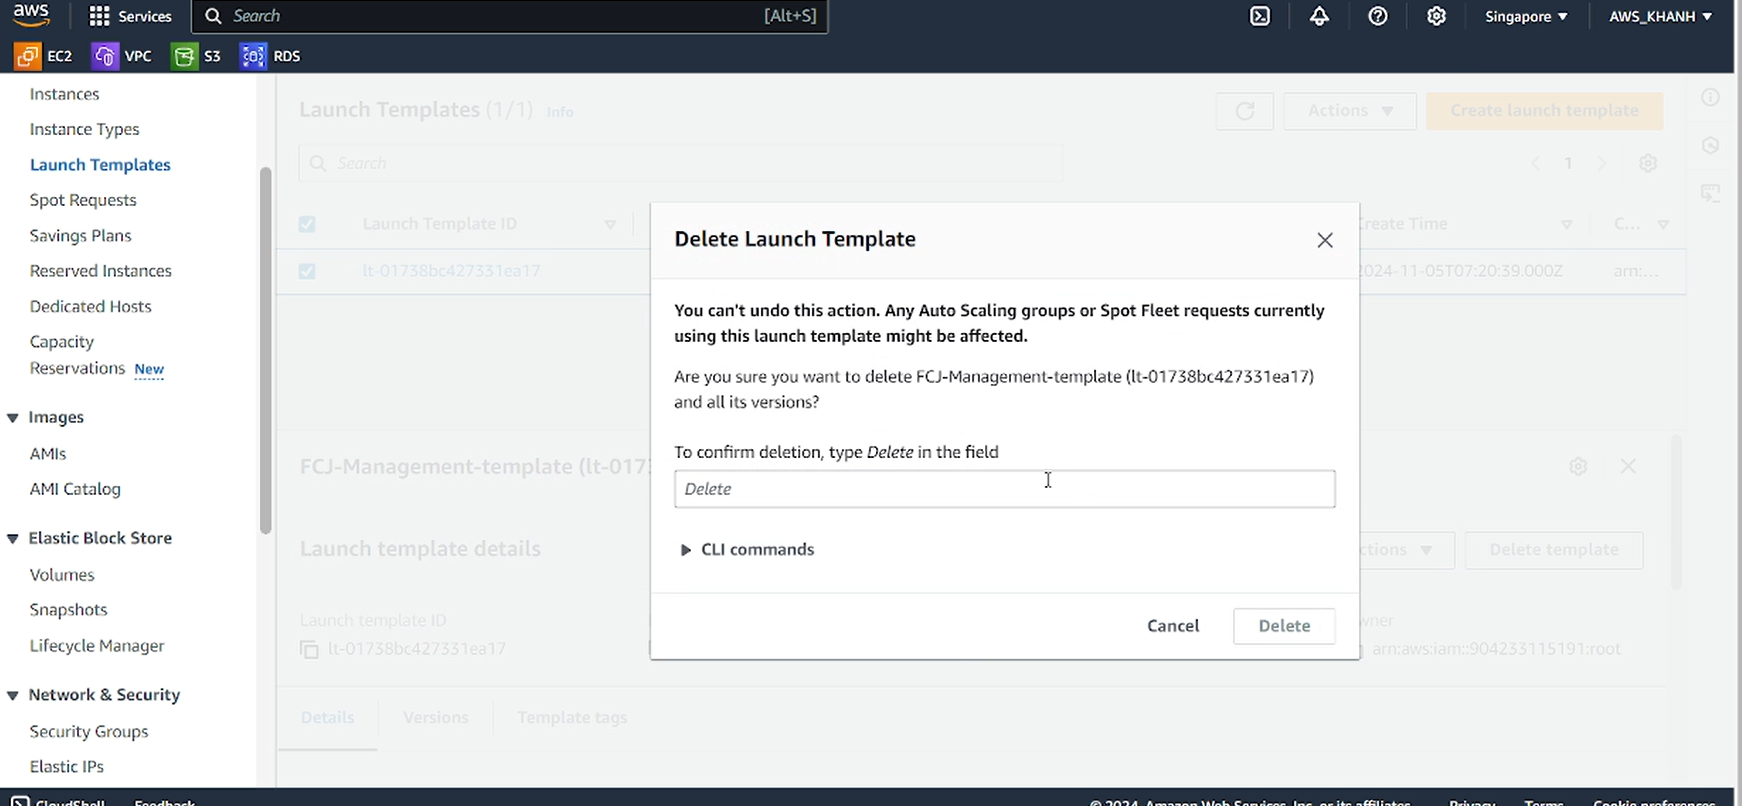 aws
Services
Search
[Alt+S]
Singapore
AWS_KHANH
EC2
VPC
S3
RDS
Instances
Instance Types
Launch Templates
Spot Requests
Savings Plans
Reserved Instances
Dedicated Hosts
Capacity
Reservations New
Images
AMIs
AMI Catalog
Elastic Block Store
Volumes
Snapshots
Lifecycle Manager
Network & Security
Security Groups
Elastic IPs
Launch Templates (1/1) Info
Actions
Create launch template
Search
1
Launch Template ID
Create Time
C...
lt-01738bc427331ea17
2024-11-05T07:20:39.000Z
arn:...
Delete Launch Template
You can't undo this action. Any Auto Scaling groups or Spot Fleet requests currently
using this launch template might be affected.
Are you sure you want to delete FCJ-Management-template (lt-01738bc427331ea17)
and all its versions?
To confirm deletion, type Delete in the field
Delete
CLI commands
Cancel
Delete
FCJ-Management-template (lt-017
Launch template details
ctions
Delete template
Launch template ID
wner
lt-01738bc427331ea17
arn:aws:iam::904233115191:root
Details
Versions
Template tags
CloudShell
Feedback
© 2024, Amazon Web Services, Inc. or its affiliates.
Privacy
Terms
Cookie preferences